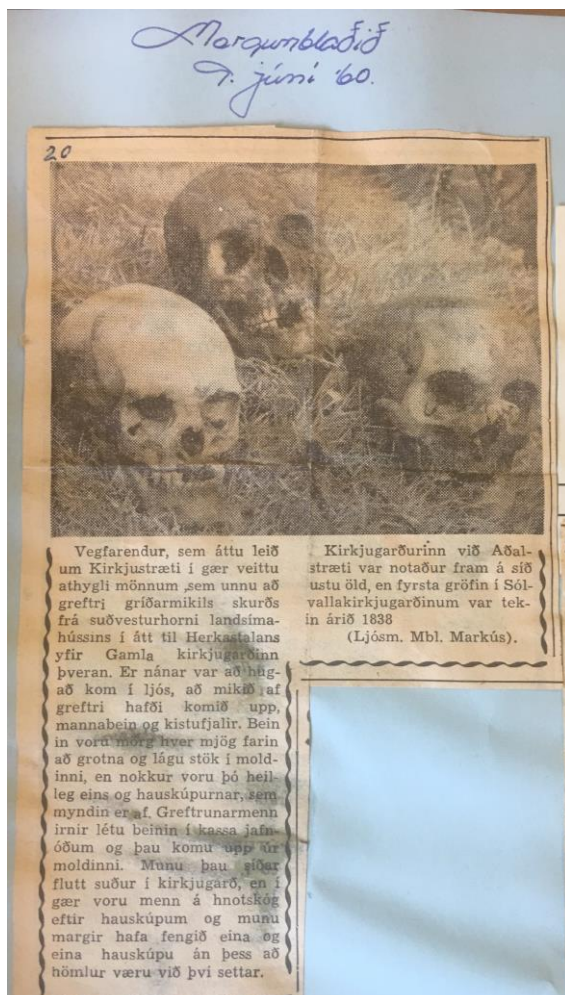 Morgunblaðið
9. júní '60.
20
Vegfarendur, sem áttu leið
um Kirkjustræti í gær veittu
athygli mönnum ,sem unnu að
greftri gríðarmikils skurðs
frá suðvesturhorni landsíma-
hússins í átt til Herkastalans
yfir Gamla kirkjugarðinn
þveran. Er nánar var að hug-
að kom í ljós, að mikið af
greftri hafði komið upp,
mannabein og kistufjalir. Bein
in voru mörg hver mjög farin
að grotna og lágu stök í mold-
inni, en nokkur voru þó heil-
leg eins og hauskúpurnar, sem
myndin er af. Greftrunarmenn
irnir létu beinin í kassa jafn-
óðum og þau komu upp úr
moldinni. Munu þau síðar
flutt suður í kirkjugarð, en í
gær voru menn á hnotskóg
eftir hauskúpum og munu
margir hafa fengið eina og
eina hauskúpu án þess að
hömlur væru við því settar.
Kirkjugarðurinn við Aðal-
stræti var notaður fram á síð
ustu öld, en fyrsta gröfin í Sól-
vallakirkjugarðinum var tek-
in árið 1838
(Ljósm. Mbl. Markús).